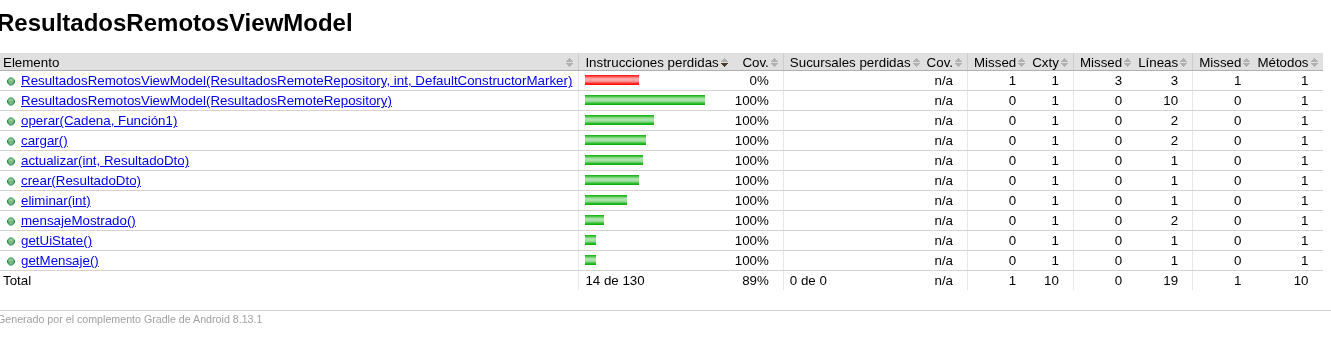 ResultadosRemotosViewModel
Elemento Instrucciones perdidas Cov. Sucursales perdidas Cov. Missed Cxty Missed Líneas Missed Métodos
ResultadosRemotosViewModel(ResultadosRemoteRepository, int, DefaultConstructorMarker) 0% n/a 1 1 3 3 1 1
ResultadosRemotosViewModel(ResultadosRemoteRepository) 100% n/a 0 1 0 10 0 1
operar(Cadena, Función1) 100% n/a 0 1 0 2 0 1
cargar() 100% n/a 0 1 0 2 0 1
actualizar(int, ResultadoDto) 100% n/a 0 1 0 1 0 1
crear(ResultadoDto) 100% n/a 0 1 0 1 0 1
eliminar(int) 100% n/a 0 1 0 1 0 1
mensajeMostrado() 100% n/a 0 1 0 2 0 1
getUiState() 100% n/a 0 1 0 1 0 1
getMensaje() 100% n/a 0 1 0 1 0 1
Total 14 de 130 89% 0 de 0 n/a 1 10 0 19 1 10
Generado por el complemento Gradle de Android 8.13.1